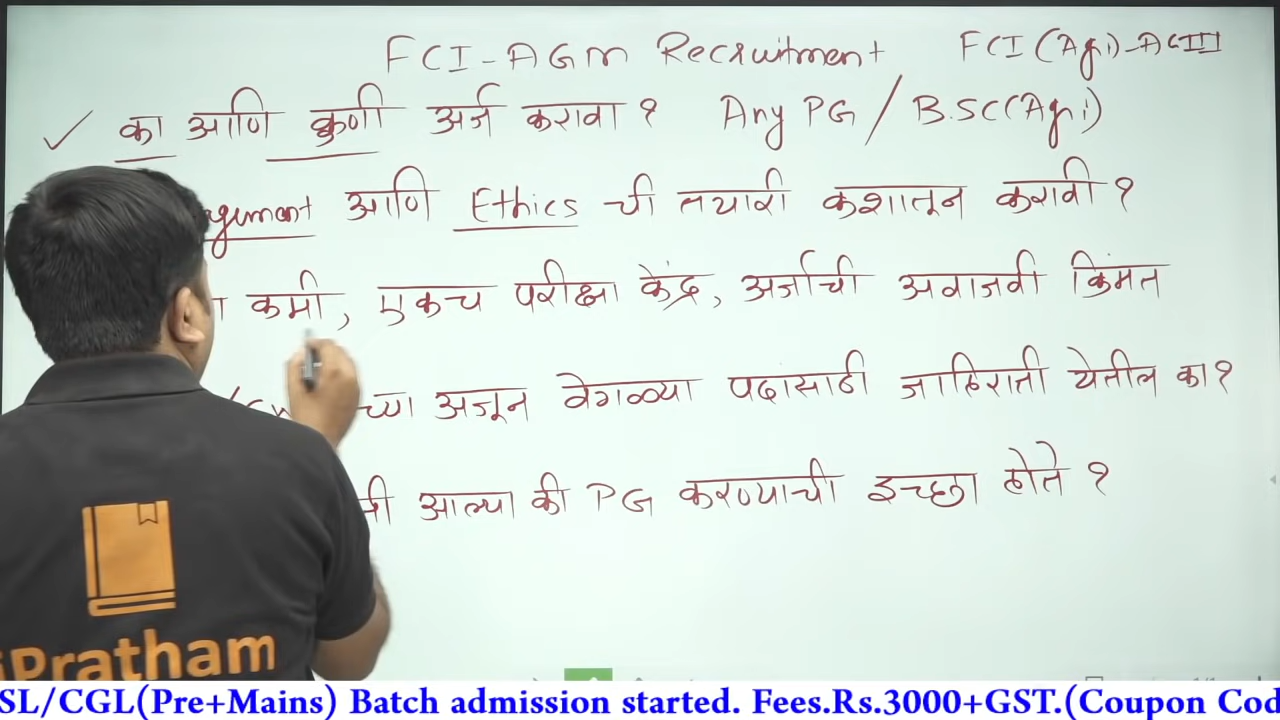 FCI-AGM Recruitment FCI(Agri)-AGIII
✓ का आणि कुणी अर्ज करावा ? Any PG / B.SC(Agri)
आणि Ethics ची तयारी कशातून करावी ?
कमी, एकच परीक्षा केंद्र, अर्जाची अवाजवी किंमत
च्या अजून वेगळ्या पदांसाठी जाहिराती येतील का?
आल्या की PG करण्याची इच्छा होते ?
iPratham
SL/CGL(Pre+Mains) Batch admission started. Fees.Rs.3000+GST.(Coupon Cod